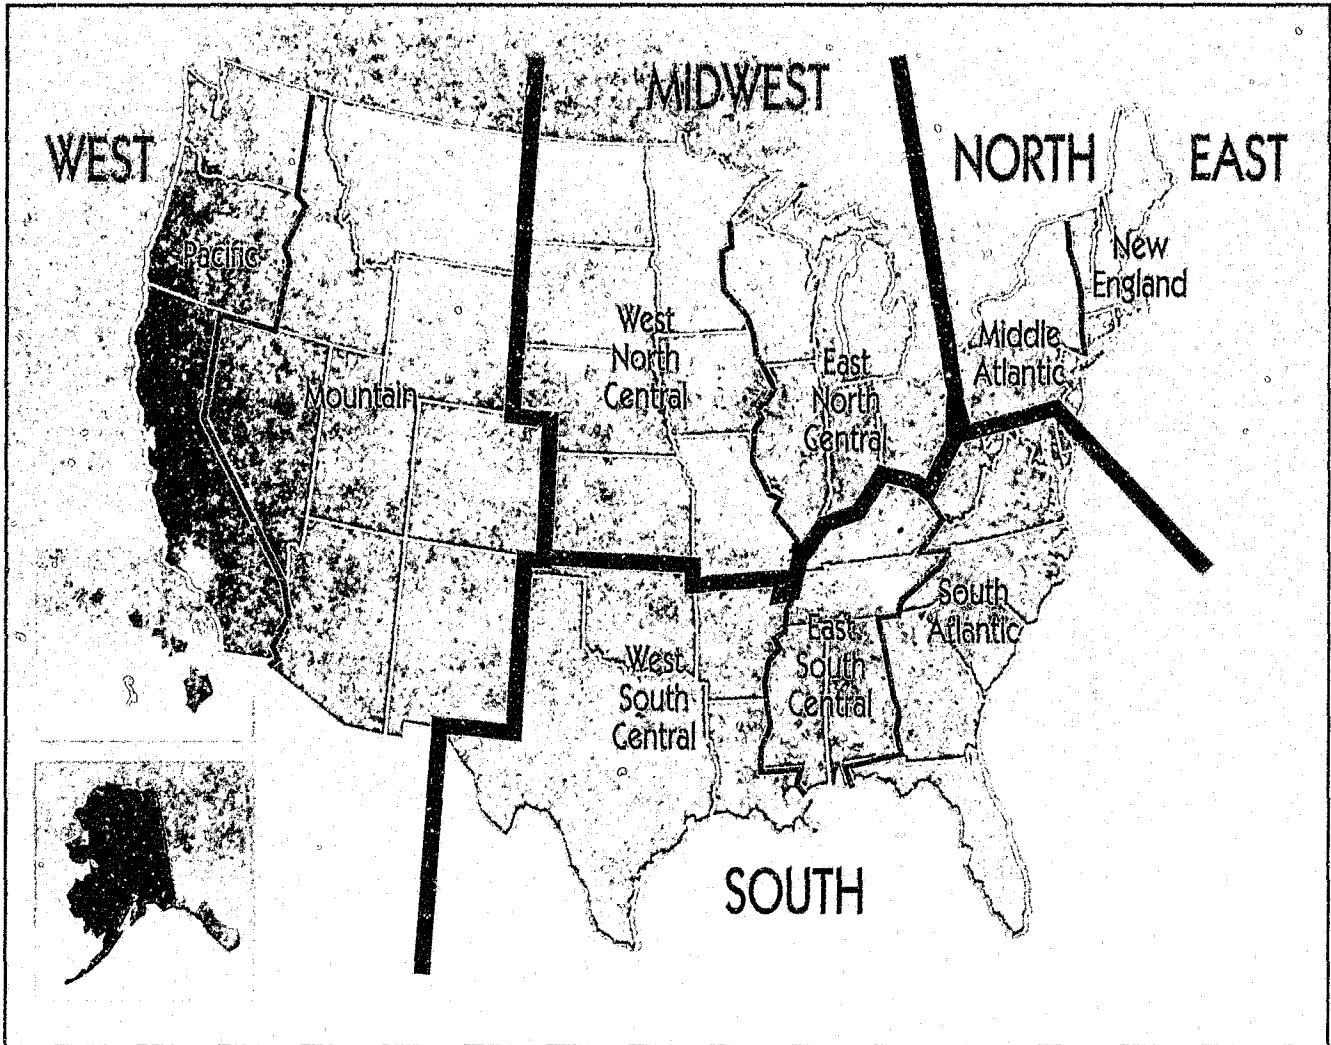 MIDWEST
WEST
NORTH EAST
Pacific
New
England
West
North
Central
Middle
Atlantic
East
North
Central
Mountain
South
Atlantic
East
South
Central
West
South
Central
SOUTH